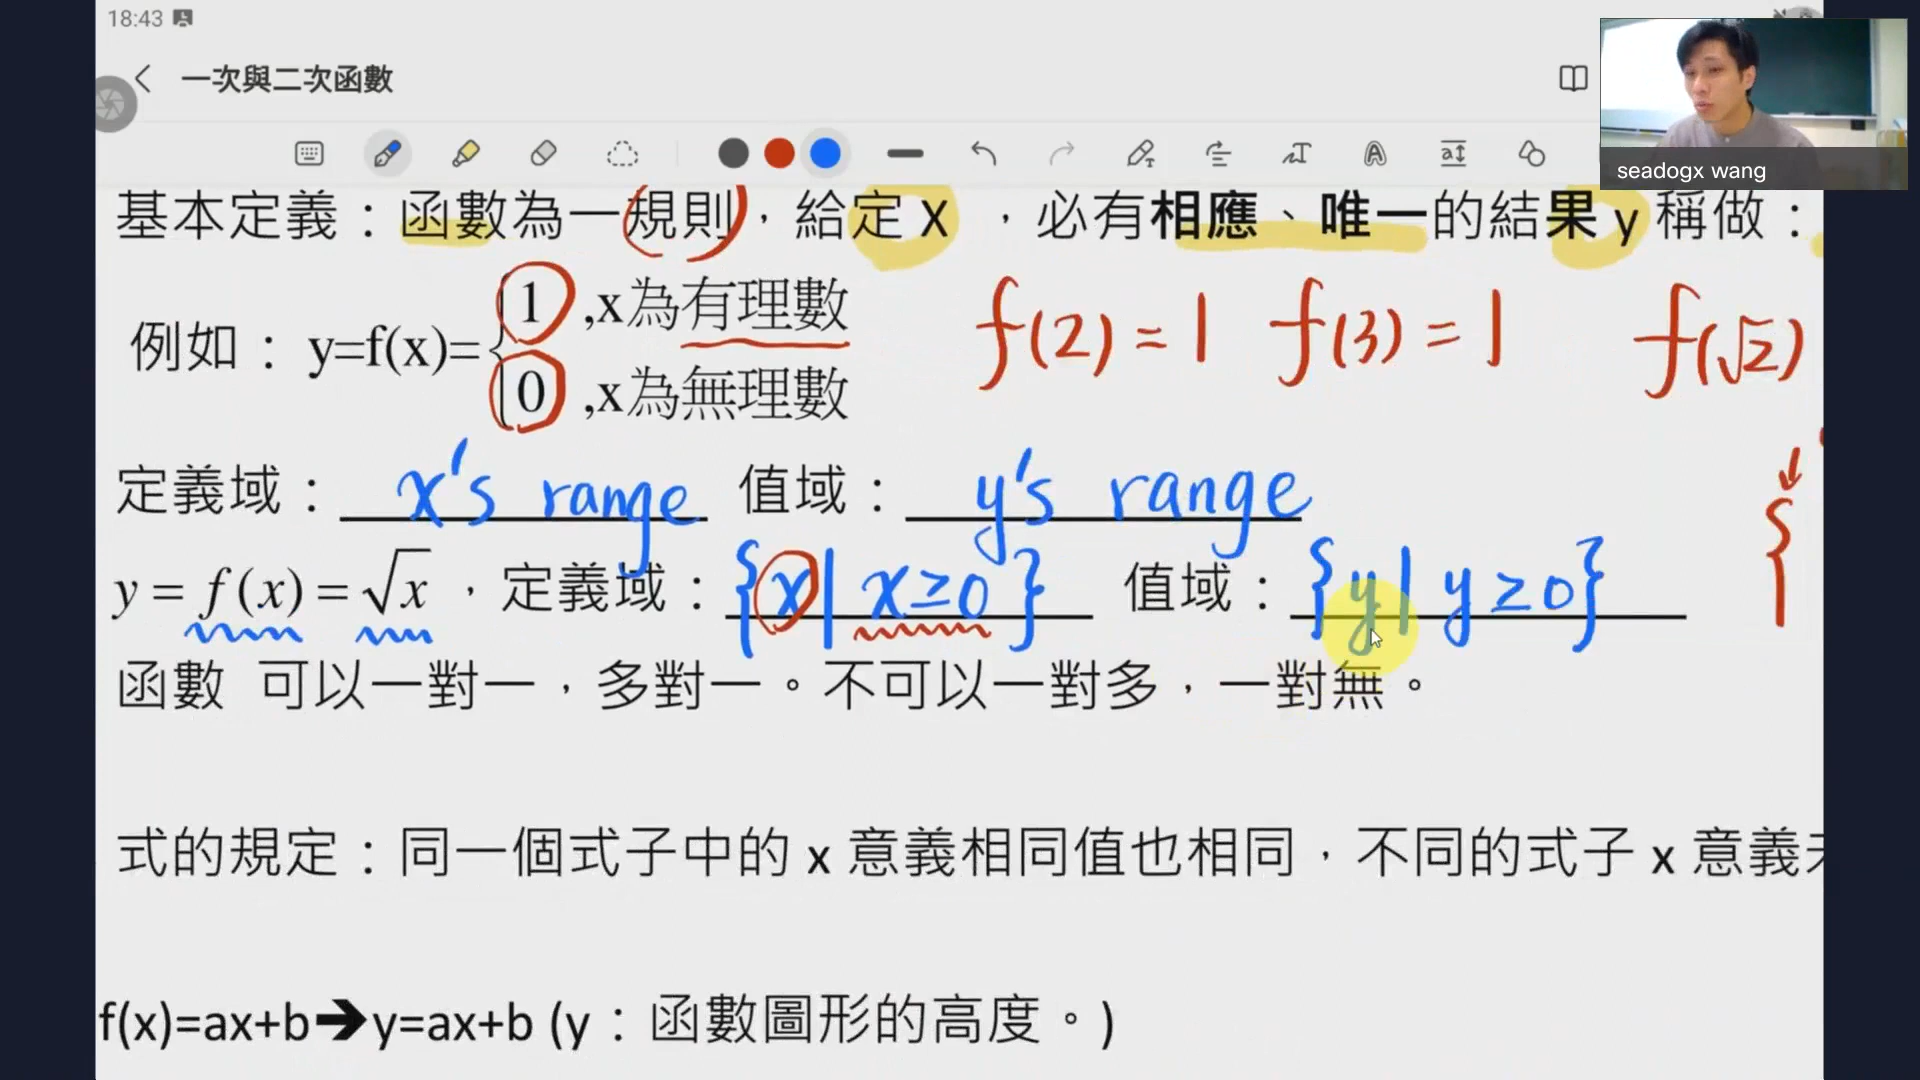 18:43
一次與二次函數
seadogx wang
基本定義：函數為一規則，給定 X ，必有相應、唯一的結果 y 稱做：
例如： y=f(x)={ 1 ,x為有理數
0 ,x為無理數
f(2) = 1 f(3) = 1 f(√2)
定義域： x's range 值域： y's range
y = f(x) = √x ，定義域：{x| x≥0} 值域：{y| y≥0}
函數 可以一對一，多對一。不可以一對多，一對無。
式的規定：同一個式子中的 x 意義相同值也相同，不同的式子 x 意義
f(x)=ax+b➔y=ax+b (y：函數圖形的高度。)